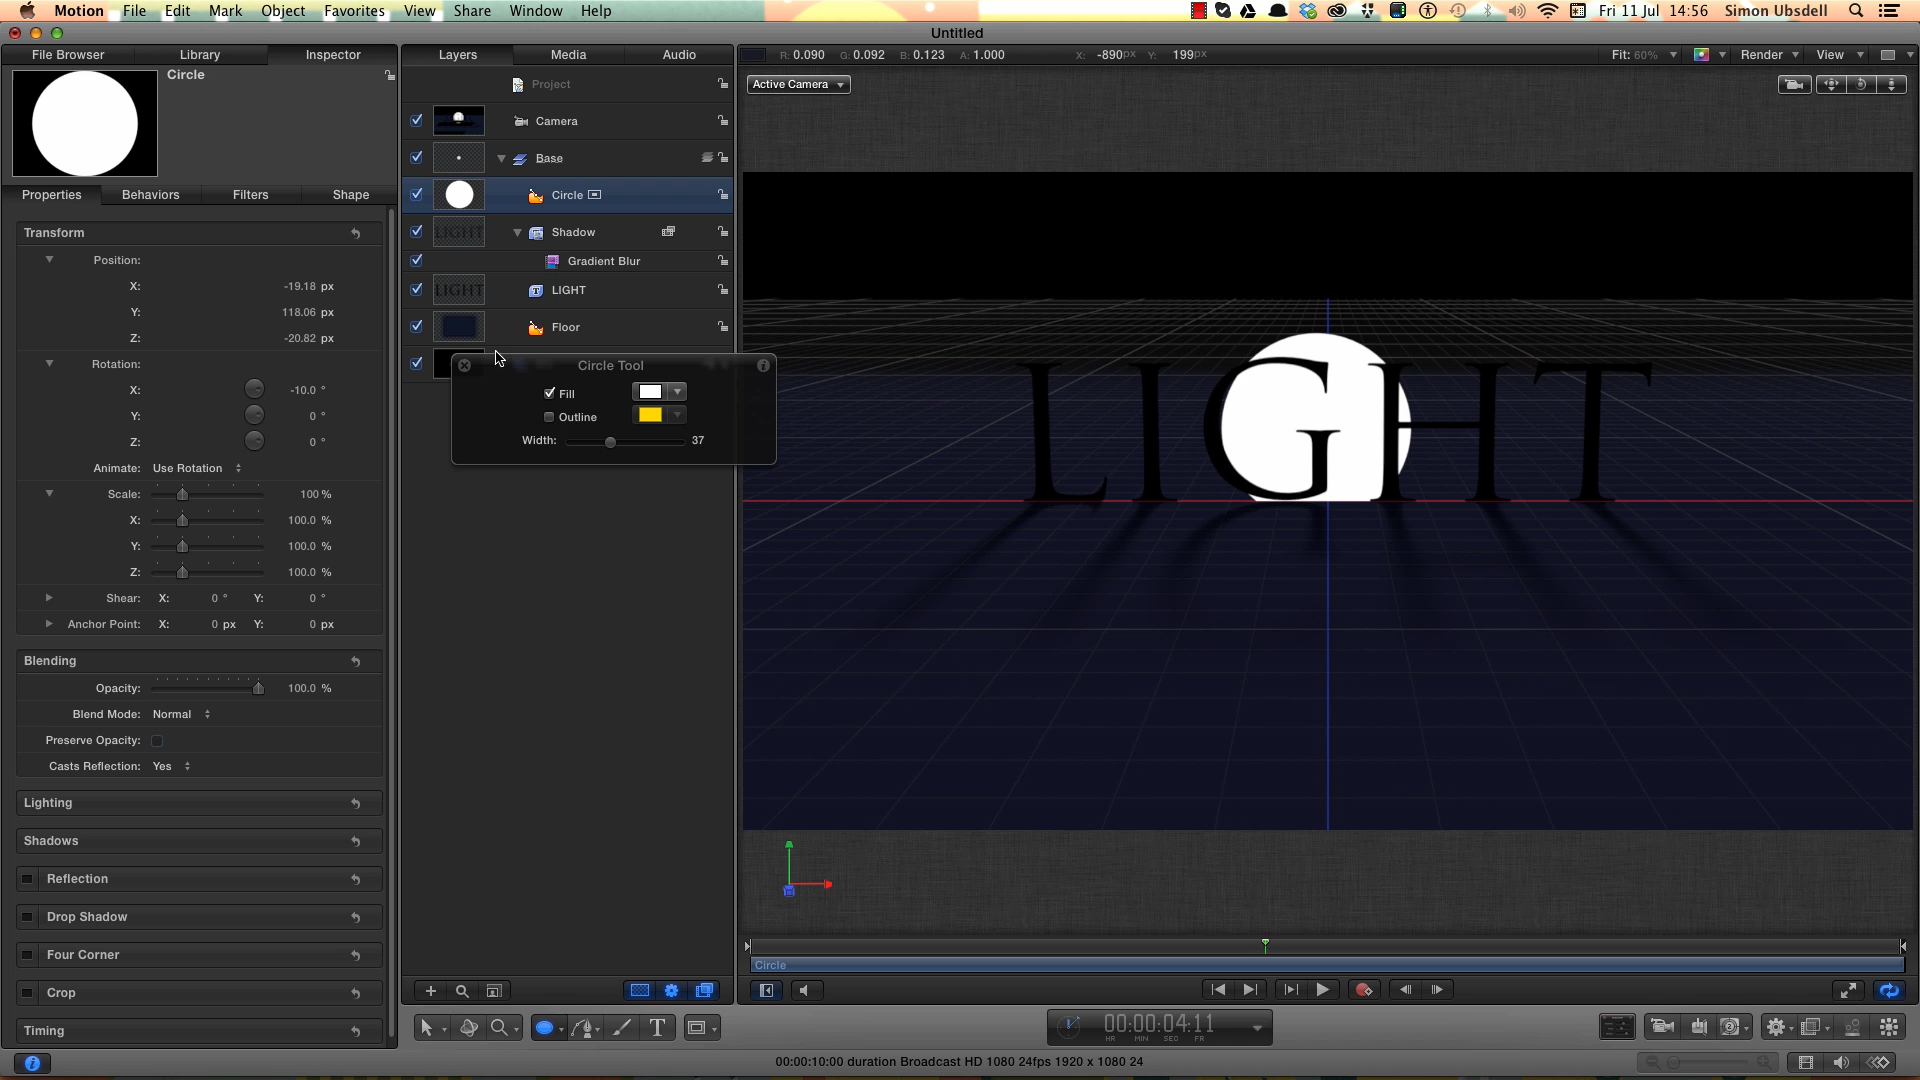 Motion File Edit Mark Object Favorites View Share Window Help Fri 11 Jul 14:56 Simon Ubsdell
Untitled
File Browser Library Inspector Layers Media Audio R: 0.090 G: 0.092 B: 0.123 A: 1.000 X: -890px Y: 199px Fit: 60% Render View
Circle
Project
Active Camera
Camera
Base
Properties Behaviors Filters Shape
Circle
Transform
Shadow
Position:
Gradient Blur
X: -19.18 px
LIGHT
Y: 118.06 px
Floor
Z: -20.82 px
Rotation:
Circle Tool
X: -10.0 °
Fill
Y: 0 °
Outline
Z: 0 °
Width: 37
LIGHT
Animate: Use Rotation
Scale: 100 %
X: 100.0 %
Y: 100.0 %
Z: 100.0 %
Shear: X: 0 ° Y: 0 °
Anchor Point: X: 0 px Y: 0 px
Blending
Opacity: 100.0 %
Blend Mode: Normal
Preserve Opacity:
Casts Reflection: Yes
Lighting
Shadows
Reflection
Drop Shadow
Four Corner
Crop
Timing
Circle
00:00:04:11
HR MIN SEC FR
T
00:00:10:00 duration Broadcast HD 1080 24fps 1920 x 1080 24